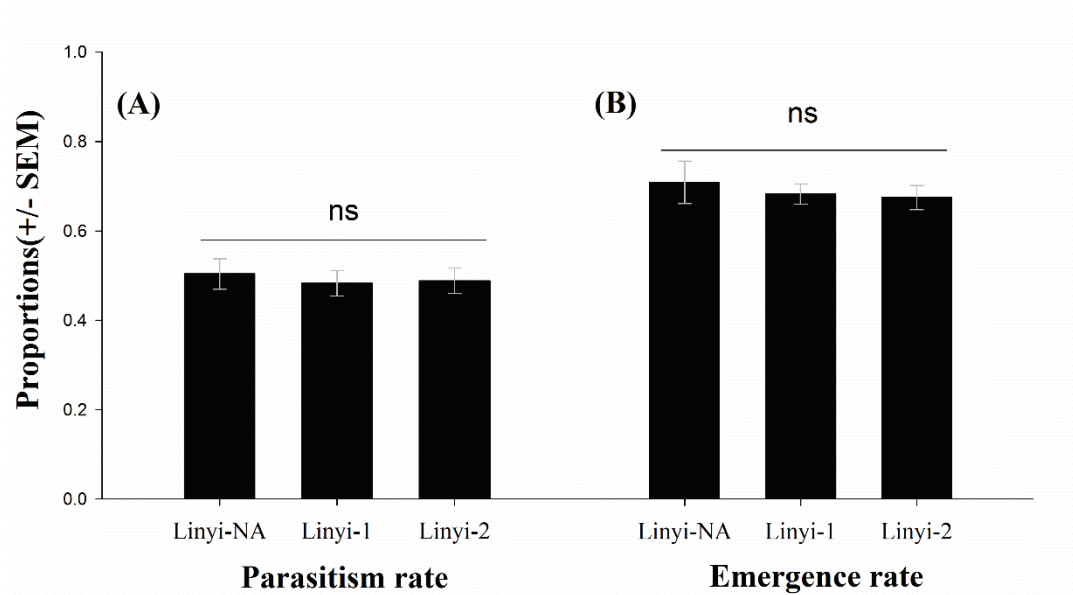 Proportions(+/- SEM)
1.0
0.8
0.6
0.4
0.2
0.0
(A)
ns
(B)
ns
Linyi-NA
Linyi-1
Linyi-2
Linyi-NA
Linyi-1
Linyi-2
Parasitism rate
Emergence rate